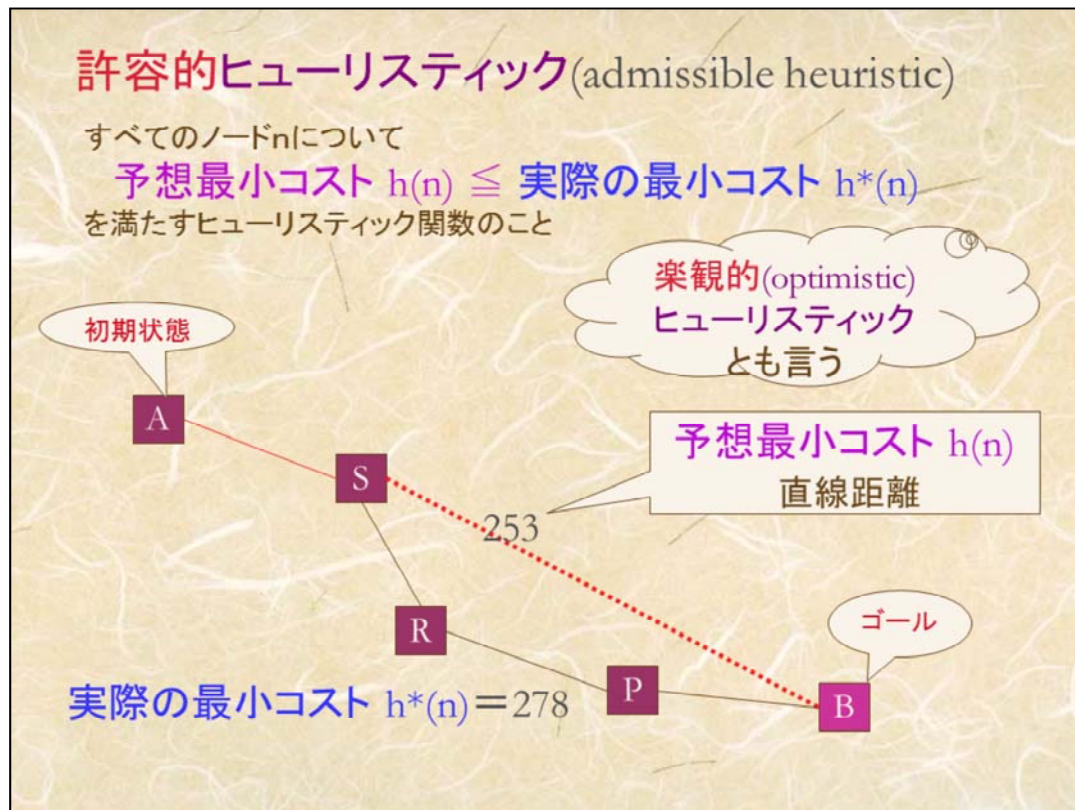 許容的ヒューリスティック(admissible heuristic)
すべてのノードnについて
予想最小コスト h(n) ≦ 実際の最小コスト h*(n)
を満たすヒューリスティック関数のこと
楽観的(optimistic)
ヒューリスティック
とも言う
初期状態
A
予想最小コスト h(n)
直線距離
S
253
R
ゴール
P
B
実際の最小コスト h*(n)＝278